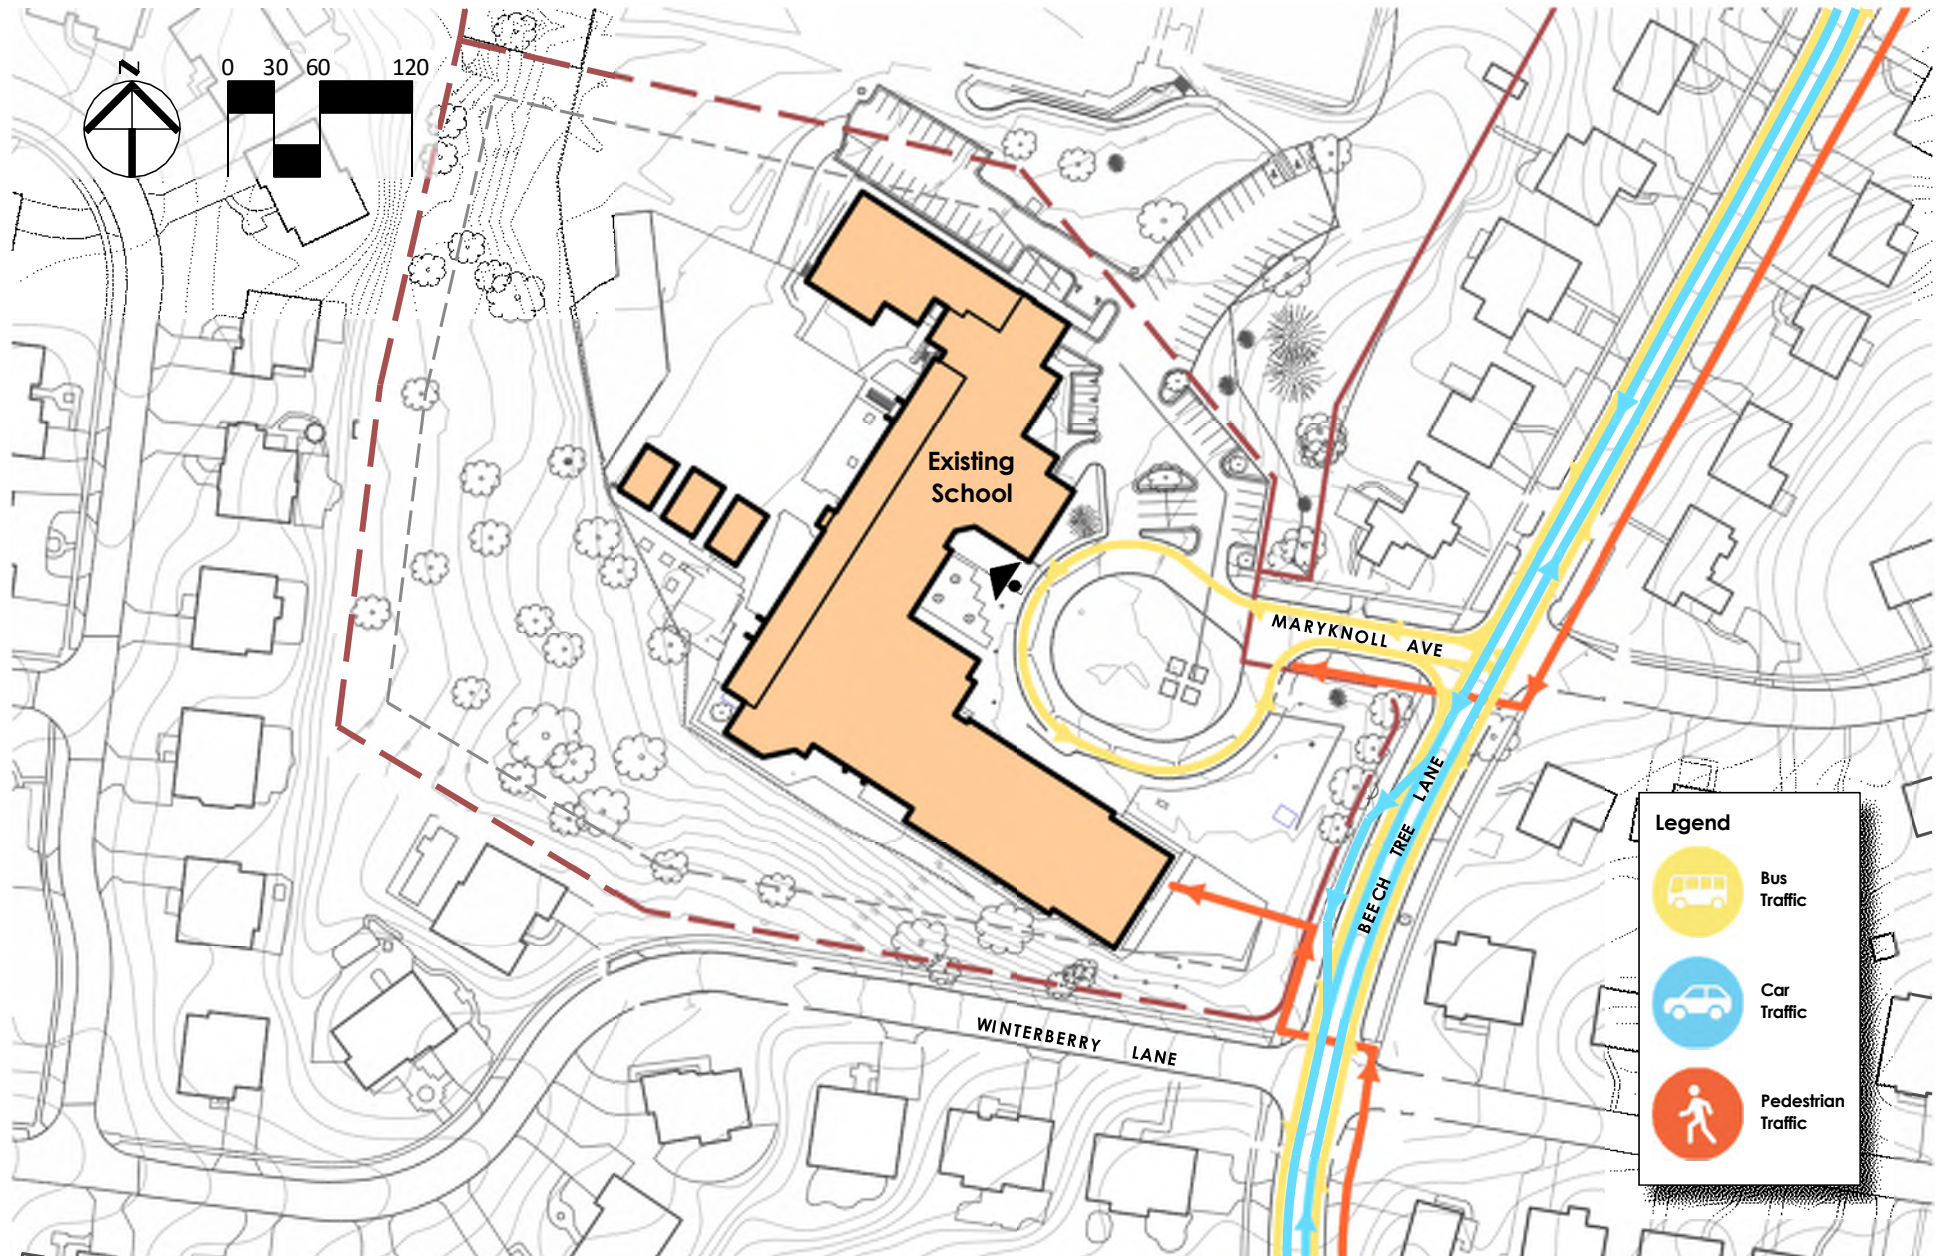 N
0 30 60 120
Existing
School
MARYKNOLL AVE
BEECH TREE LANE
WINTERBERRY LANE
Legend
Bus
Traffic
Car
Traffic
Pedestrian
Traffic